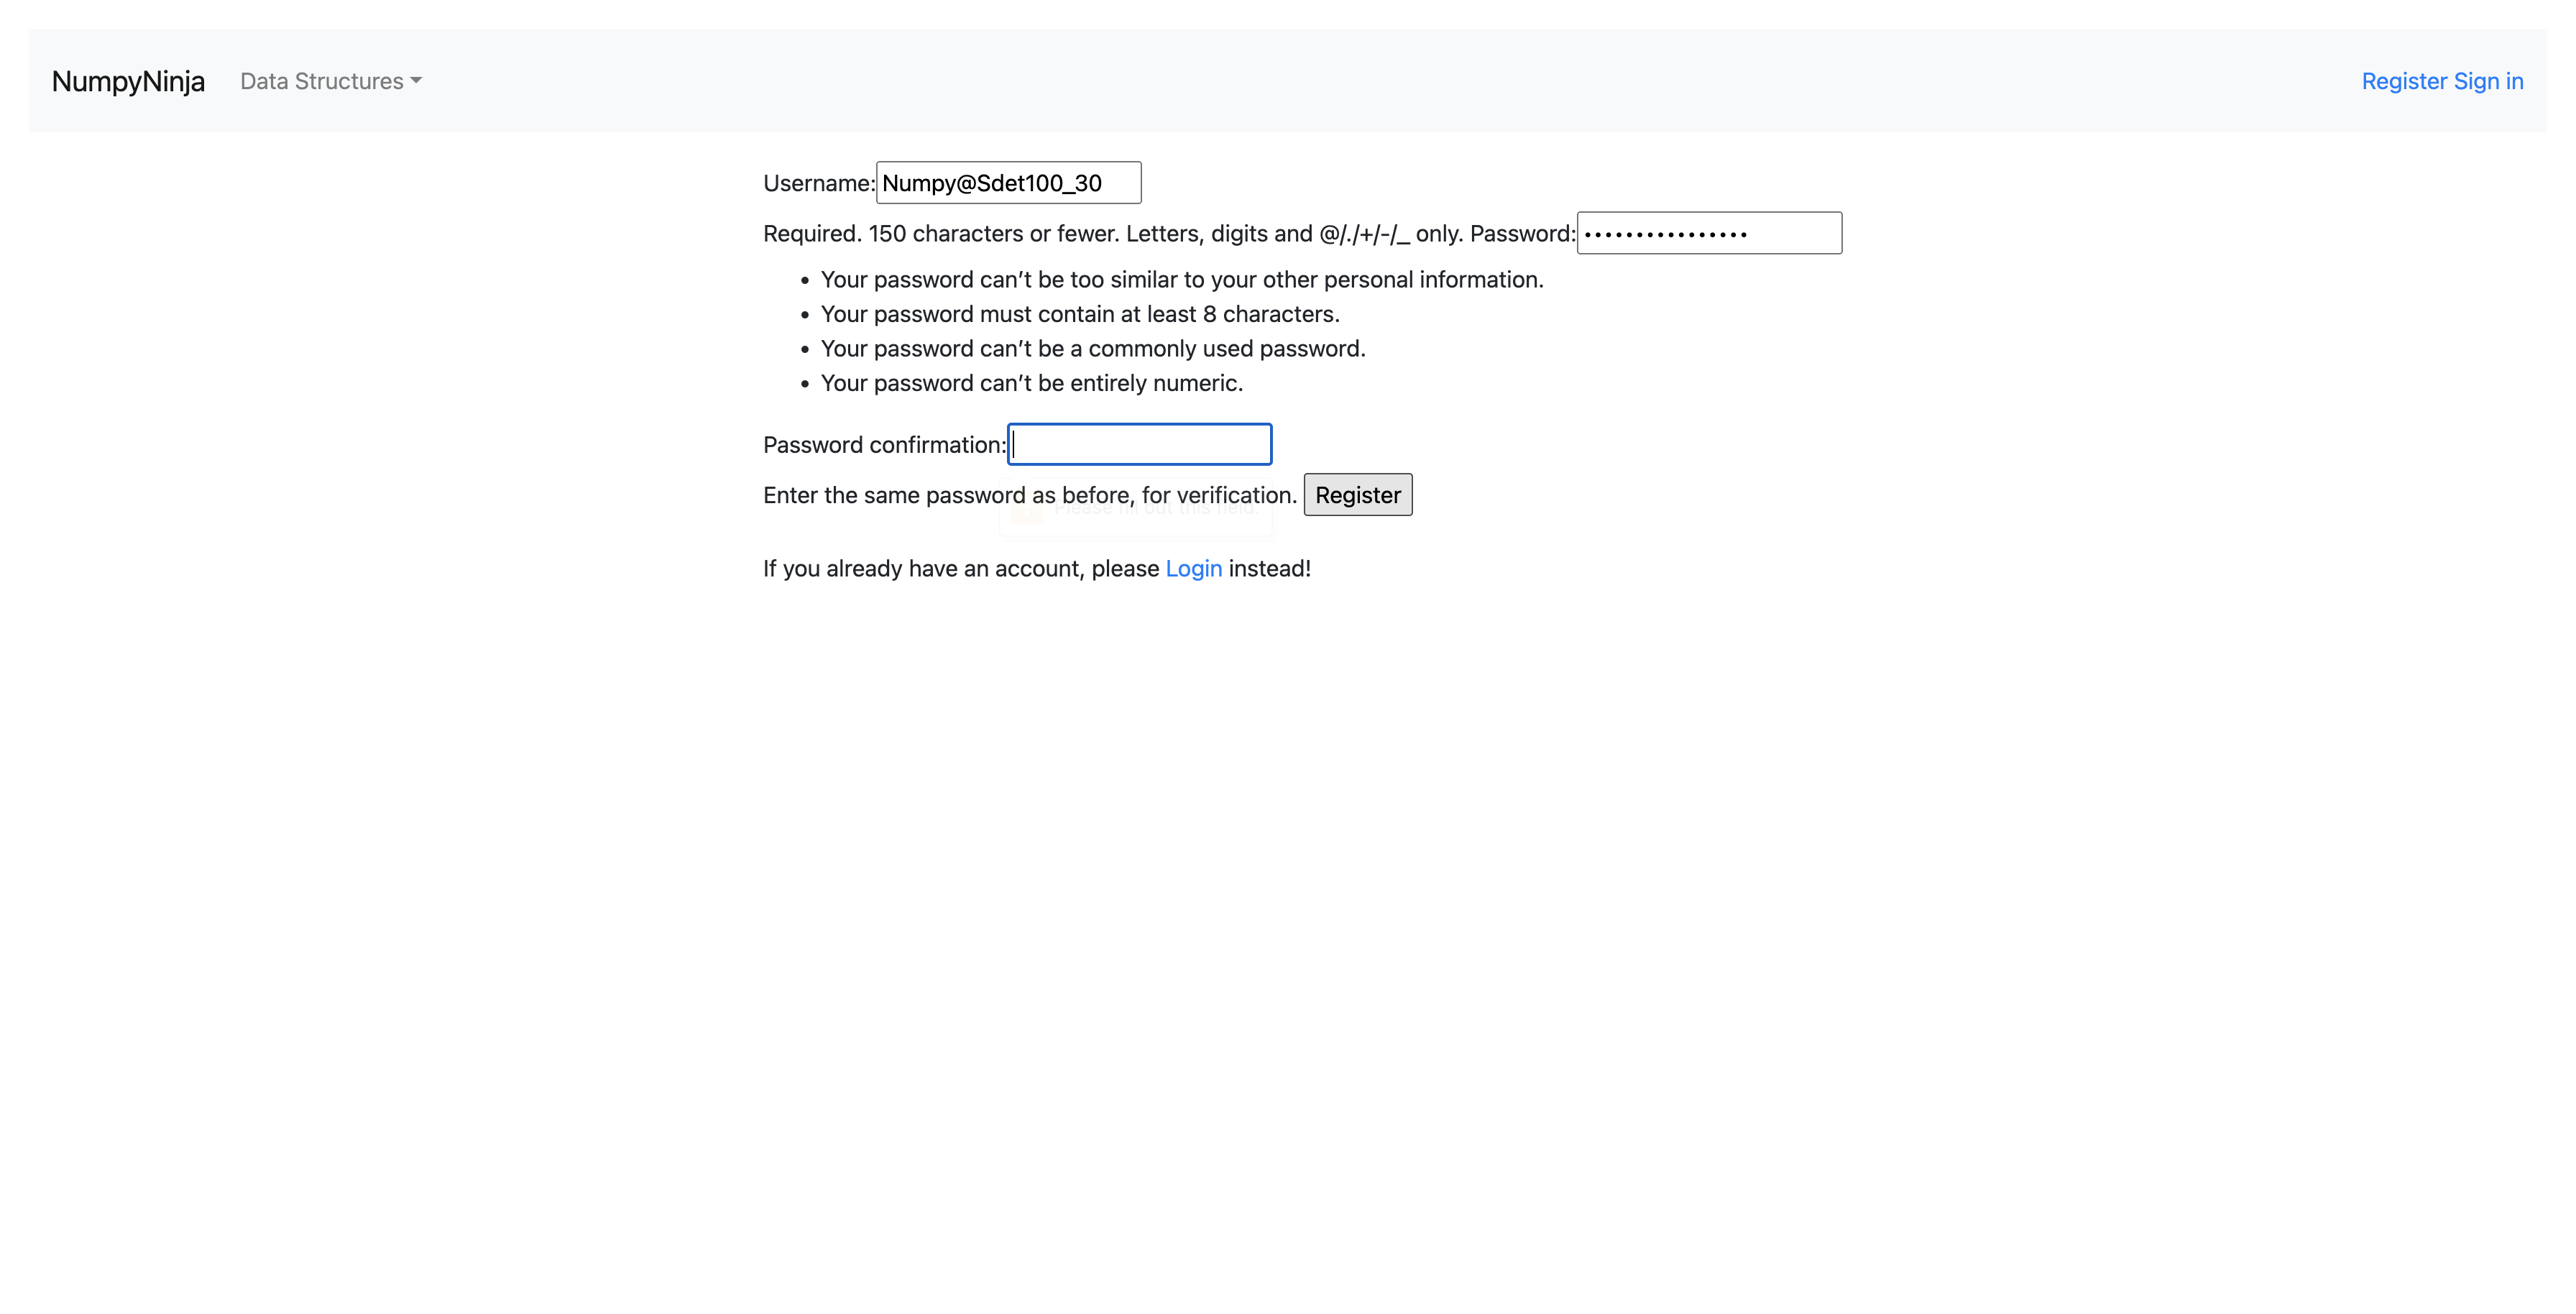 NumpyNinja Data Structures Register Sign in
Username: Numpy@Sdet100_30
Required. 150 characters or fewer. Letters, digits and @/./+/-/_ only. Password: ••••••••••••••••
• Your password can’t be too similar to your other personal information.
• Your password must contain at least 8 characters.
• Your password can’t be a commonly used password.
• Your password can’t be entirely numeric.
Password confirmation:
Enter the same password as before, for verification. Register
Please fill out this field.
If you already have an account, please Login instead!